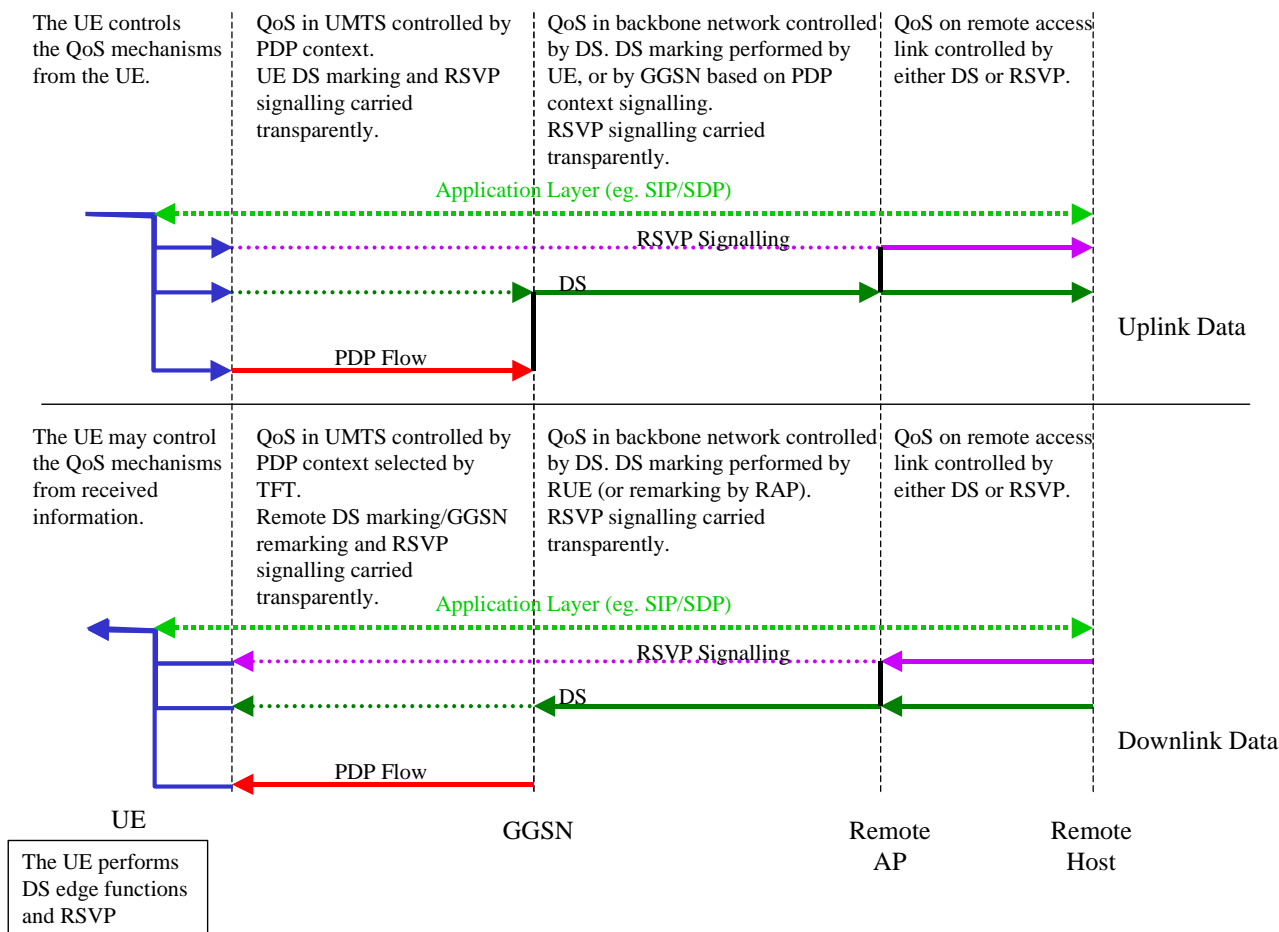 The UE controls
the QoS mechanisms
from the UE.
QoS in UMTS controlled by
PDP context.
UE DS marking and RSVP
signalling carried
transparently.
QoS in backbone network controlled
by DS. DS marking performed by
UE, or by GGSN based on PDP
context signalling.
RSVP signalling carried
transparently.
QoS on remote access
link controlled by
either DS or RSVP.
Application Layer (eg. SIP/SDP)
RSVP Signalling
DS
PDP Flow
Uplink Data
The UE may control
the QoS mechanisms
from received
information.
QoS in UMTS controlled by
PDP context selected by
TFT.
Remote DS marking/GGSN
remarking and RSVP
signalling carried
transparently.
QoS in backbone network controlled
by DS. DS marking performed by
RUE (or remarking by RAP).
RSVP signalling carried
transparently.
QoS on remote access
link controlled by
either DS or RSVP.
Application Layer (eg. SIP/SDP)
RSVP Signalling
DS
PDP Flow
Downlink Data
UE
GGSN
Remote
AP
Remote
Host
The UE performs
DS edge functions
and RSVP